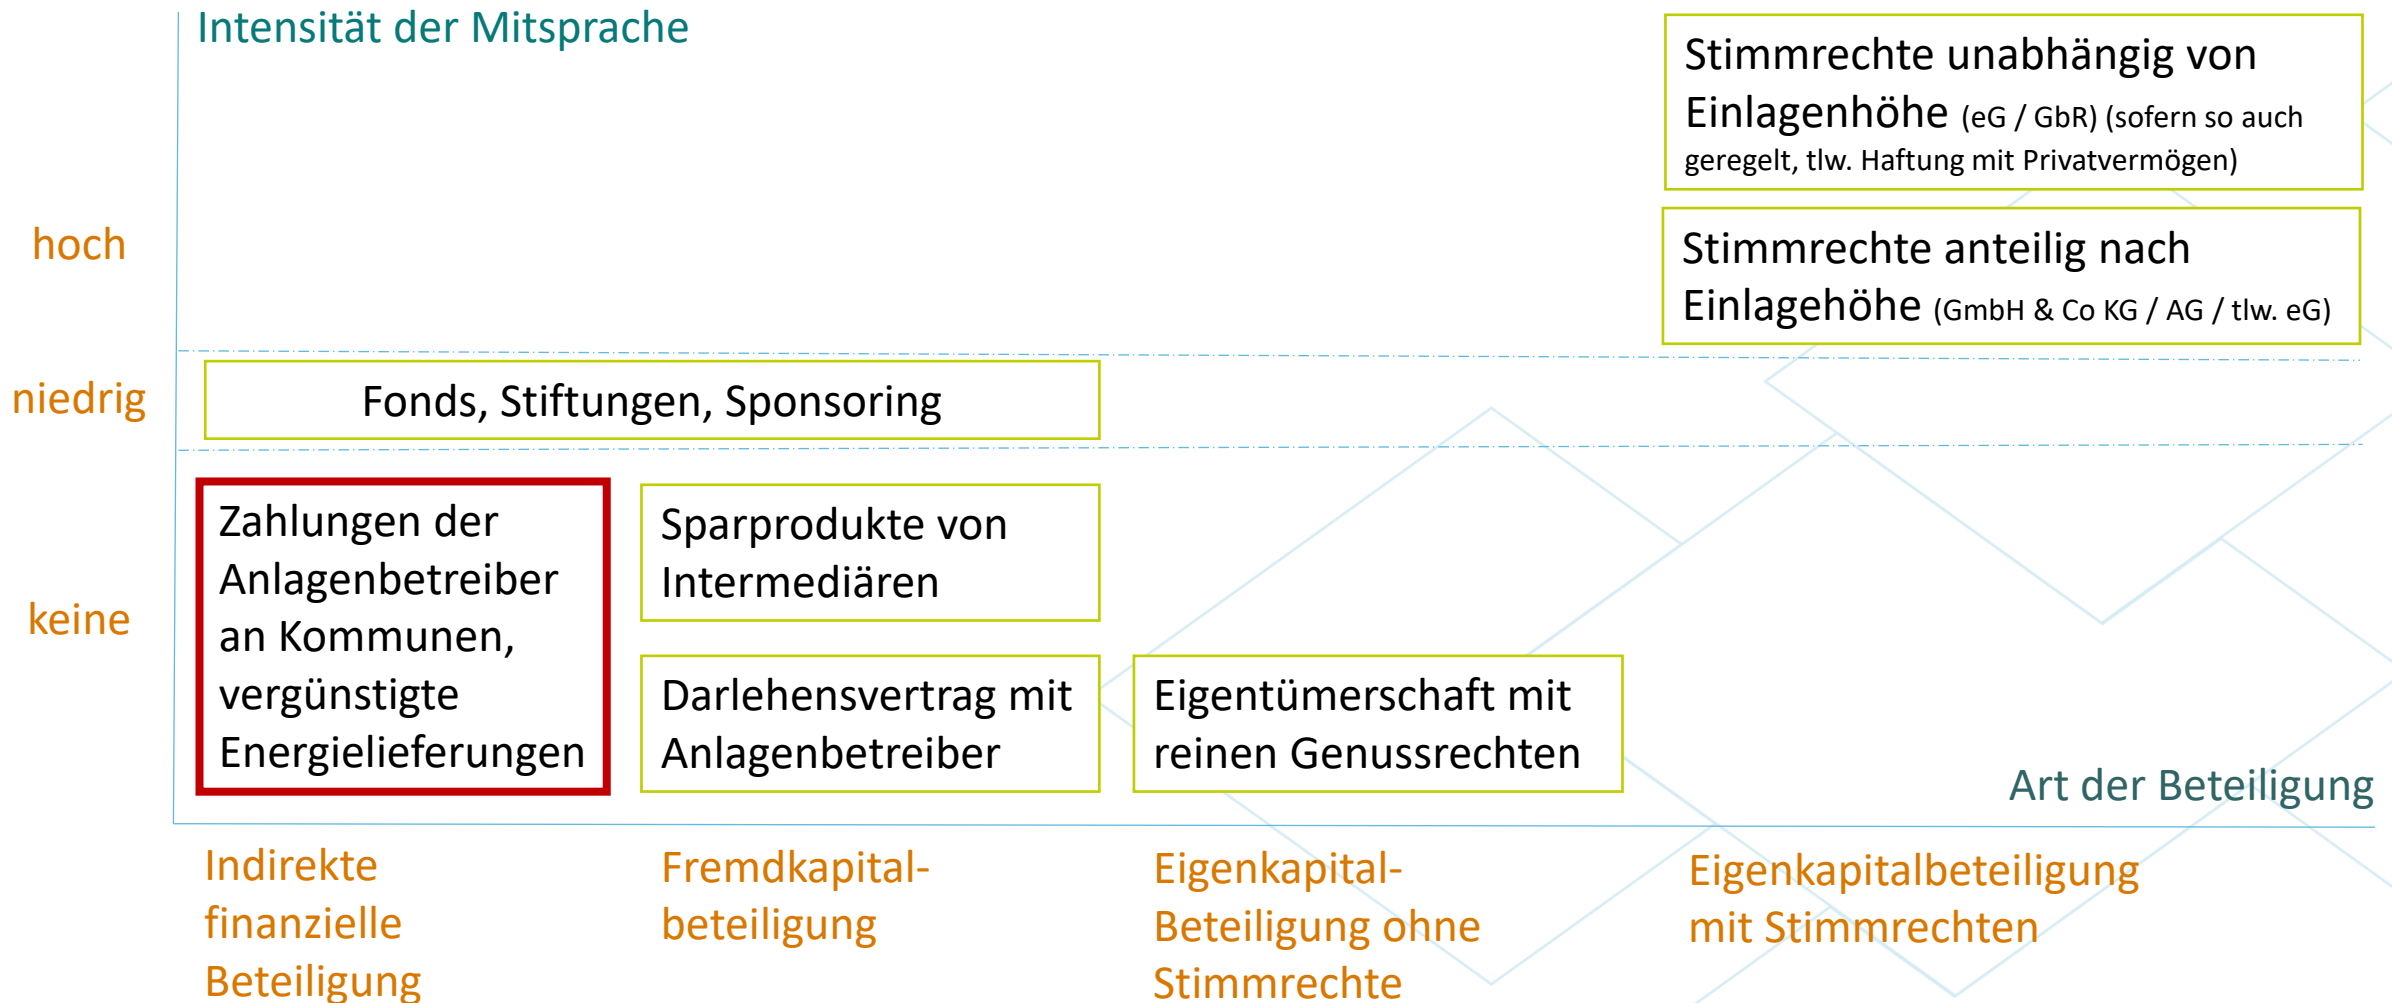 Intensität der Mitsprache
Stimmrechte unabhängig von
Einlagenhöhe (eG / GbR) (sofern so auch
geregelt, tlw. Haftung mit Privatvermögen)
hoch
Stimmrechte anteilig nach
Einlagehöhe (GmbH & Co KG / AG / tlw. eG)
niedrig
Fonds, Stiftungen, Sponsoring
keine
Zahlungen der
Anlagenbetreiber
an Kommunen,
vergünstigte
Energielieferungen
Sparprodukte von
Intermediären
Darlehensvertrag mit
Anlagenbetreiber
Eigentümerschaft mit
reinen Genussrechten
Art der Beteiligung
Indirekte
finanzielle
Beteiligung
Fremdkapital-
beteiligung
Eigenkapital-
Beteiligung ohne
Stimmrechte
Eigenkapitalbeteiligung
mit Stimmrechten